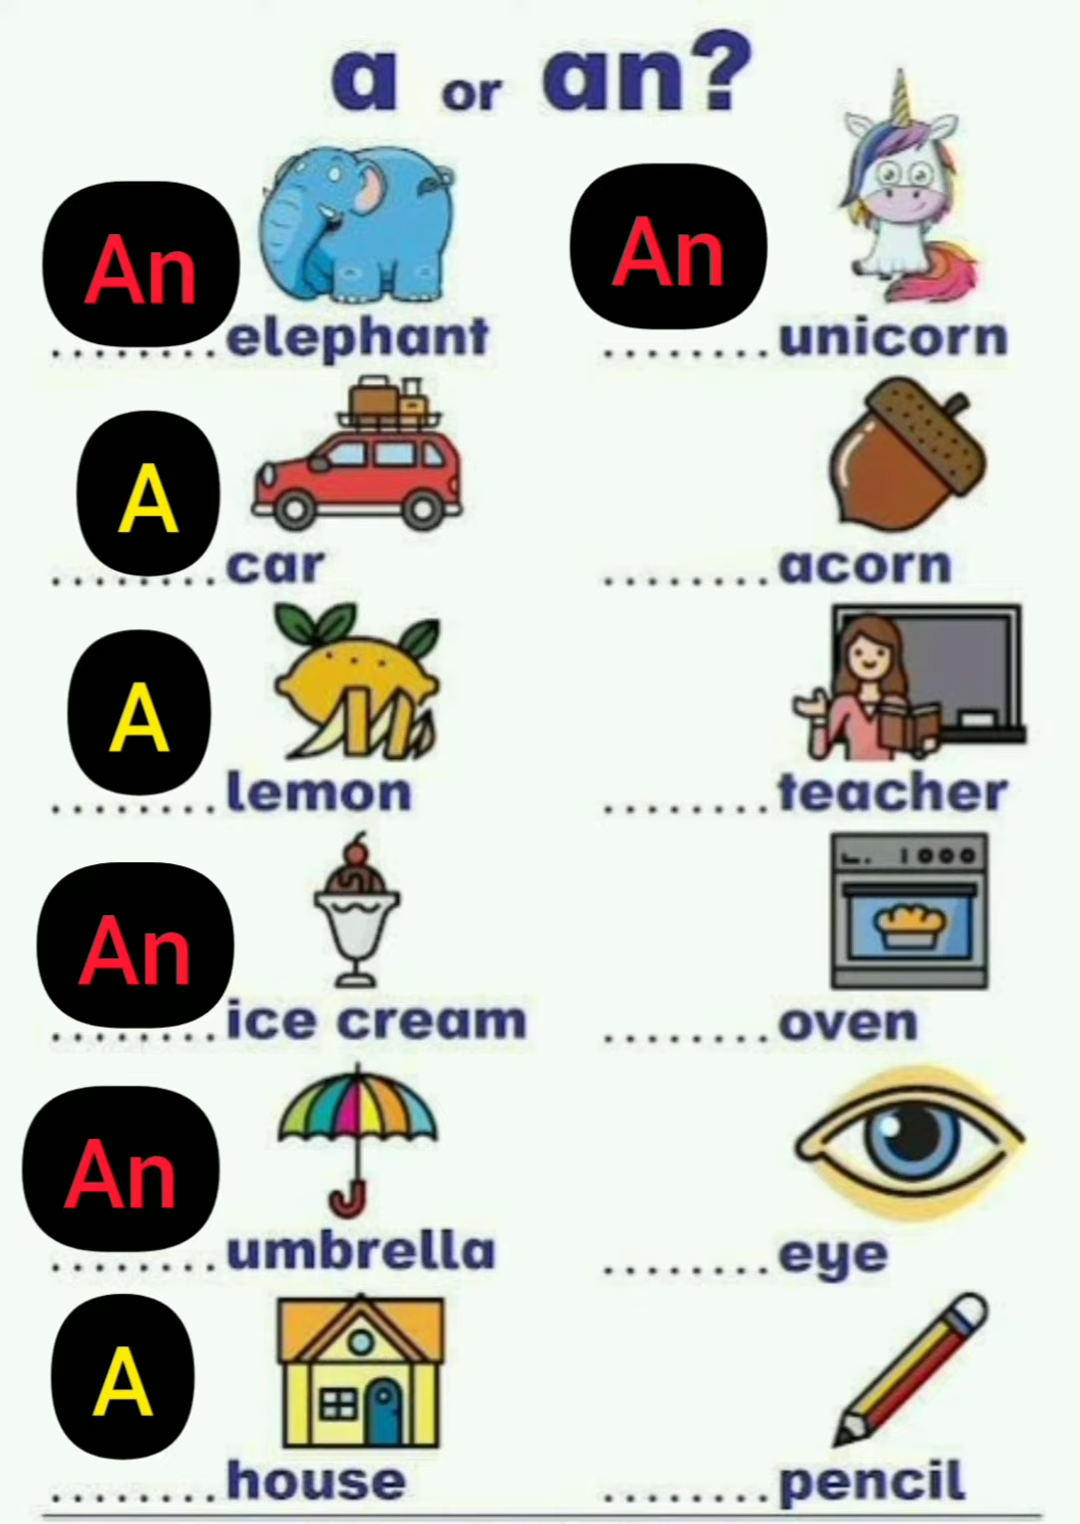 a or an?
An
........elephant
An
........unicorn
A
........car
........acorn
A
........lemon
........teacher
An
........ice cream
........oven
An
........umbrella
........eye
A
........house
........pencil